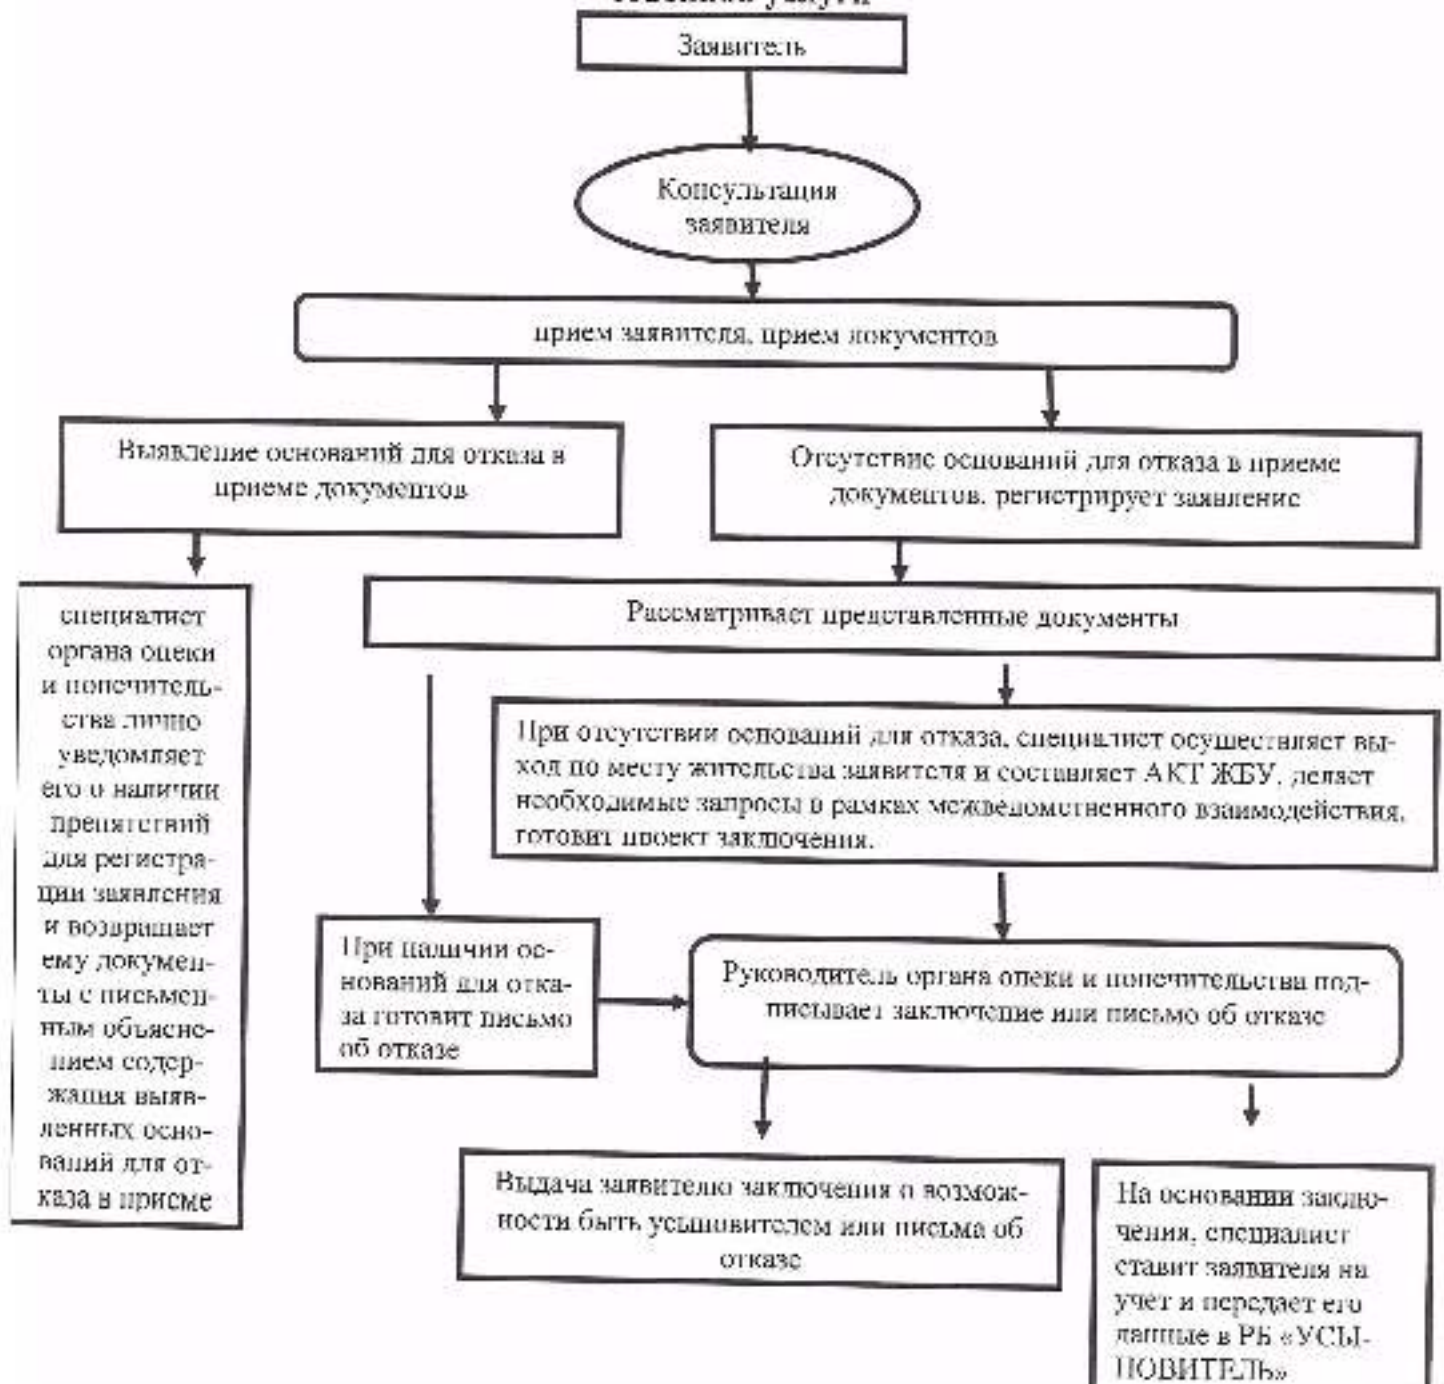 услуги
Заявитель
Консультация
заявителя
прием заявителя, прием документов
Выявление оснований для отказа в
приеме документов
Отсутствие оснований для отказа в приеме
документов, регистрирует заявление
специалист
органа опеки
и попечитель-
ства лично
уведомляет
его о наличии
препятствий
для регистра-
ции заявления
и возвращает
ему докумен-
ты с письмен-
ным объясне-
нием содер-
жания выяв-
ленных осно-
ваний для от-
каза в приеме
Рассматривает представленные документы
При отсутствии оснований для отказа, специалист осуществляет вы-
ход по месту жительства заявителя и составляет АКТ ЖБУ, делает
необходимые запросы в рамках межведомственного взаимодействия,
готовит проект заключения.
При наличии ос-
нований для отка-
за готовит письмо
об отказе
Руководитель органа опеки и попечительства под-
писывает заключение или письмо об отказе
Выдача заявителю заключения о возмож-
ности быть усыновителем или письма об
отказе
На основании заклю-
чения, специалист
ставит заявителя на
учет и передает его
данные в РБ «УСЫ-
НОВИТЕЛЬ»